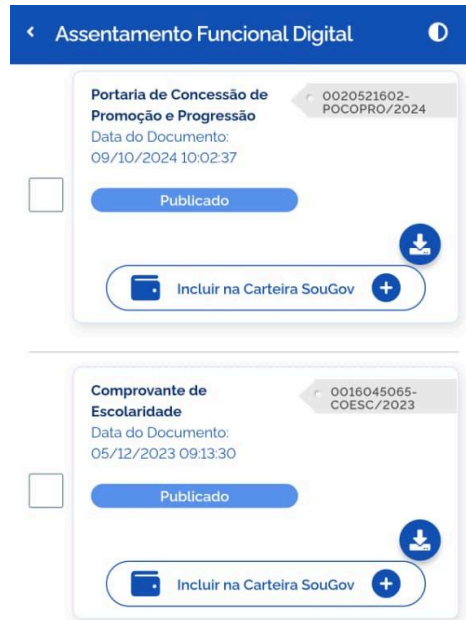 Assentamento Funcional Digital
Portaria de Concessão de
Promoção e Progressão
0020521602-
POCOPRO/2024
Data do Documento:
09/10/2024 10:02:37
Publicado
Incluir na Carteira SouGov
Comprovante de
Escolaridade
0016045065-
COESC/2023
Data do Documento:
05/12/2023 09:13:30
Publicado
Incluir na Carteira SouGov